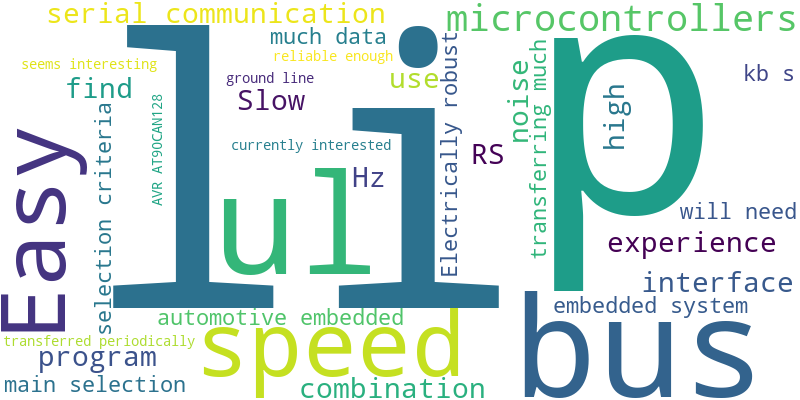 serial communication
microcontrollers
li
p
much data
reliable enough
seems interesting
find
ground line
use
kb s
Slow
noise
high
Electrically robust
transferring much
AVR AT90CAN128
selection criteria
Easy
currently interested
RS
ul
Hz
will need
experience
interface
automotive embedded
embedded system
speed
bus
transferred periodically
program
main selection
combination